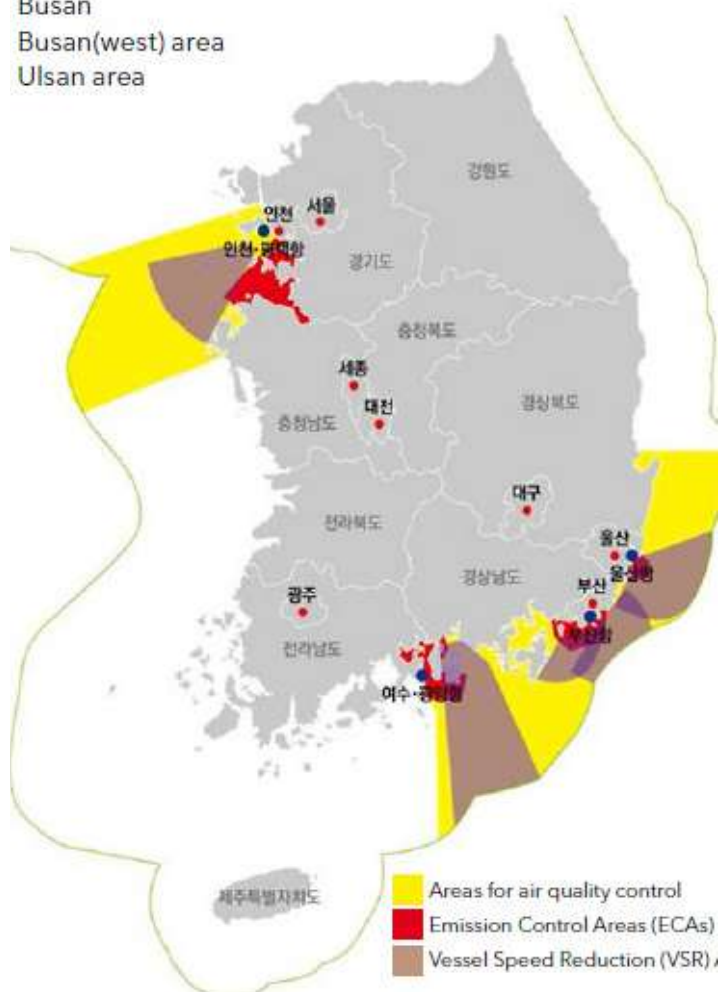 Busan
Busan(west) area
Ulsan area
강원도
서울
인천
인천·평택항
경기도
충청북도
세종
대전
충청남도
경상북도
대구
전라북도
울산
울산항
경상남도
부산
부산항
광주
전라남도
여수·광양항
제주특별자치도
Areas for air quality control
Emission Control Areas (ECAs)
Vessel Speed Reduction (VSR) A